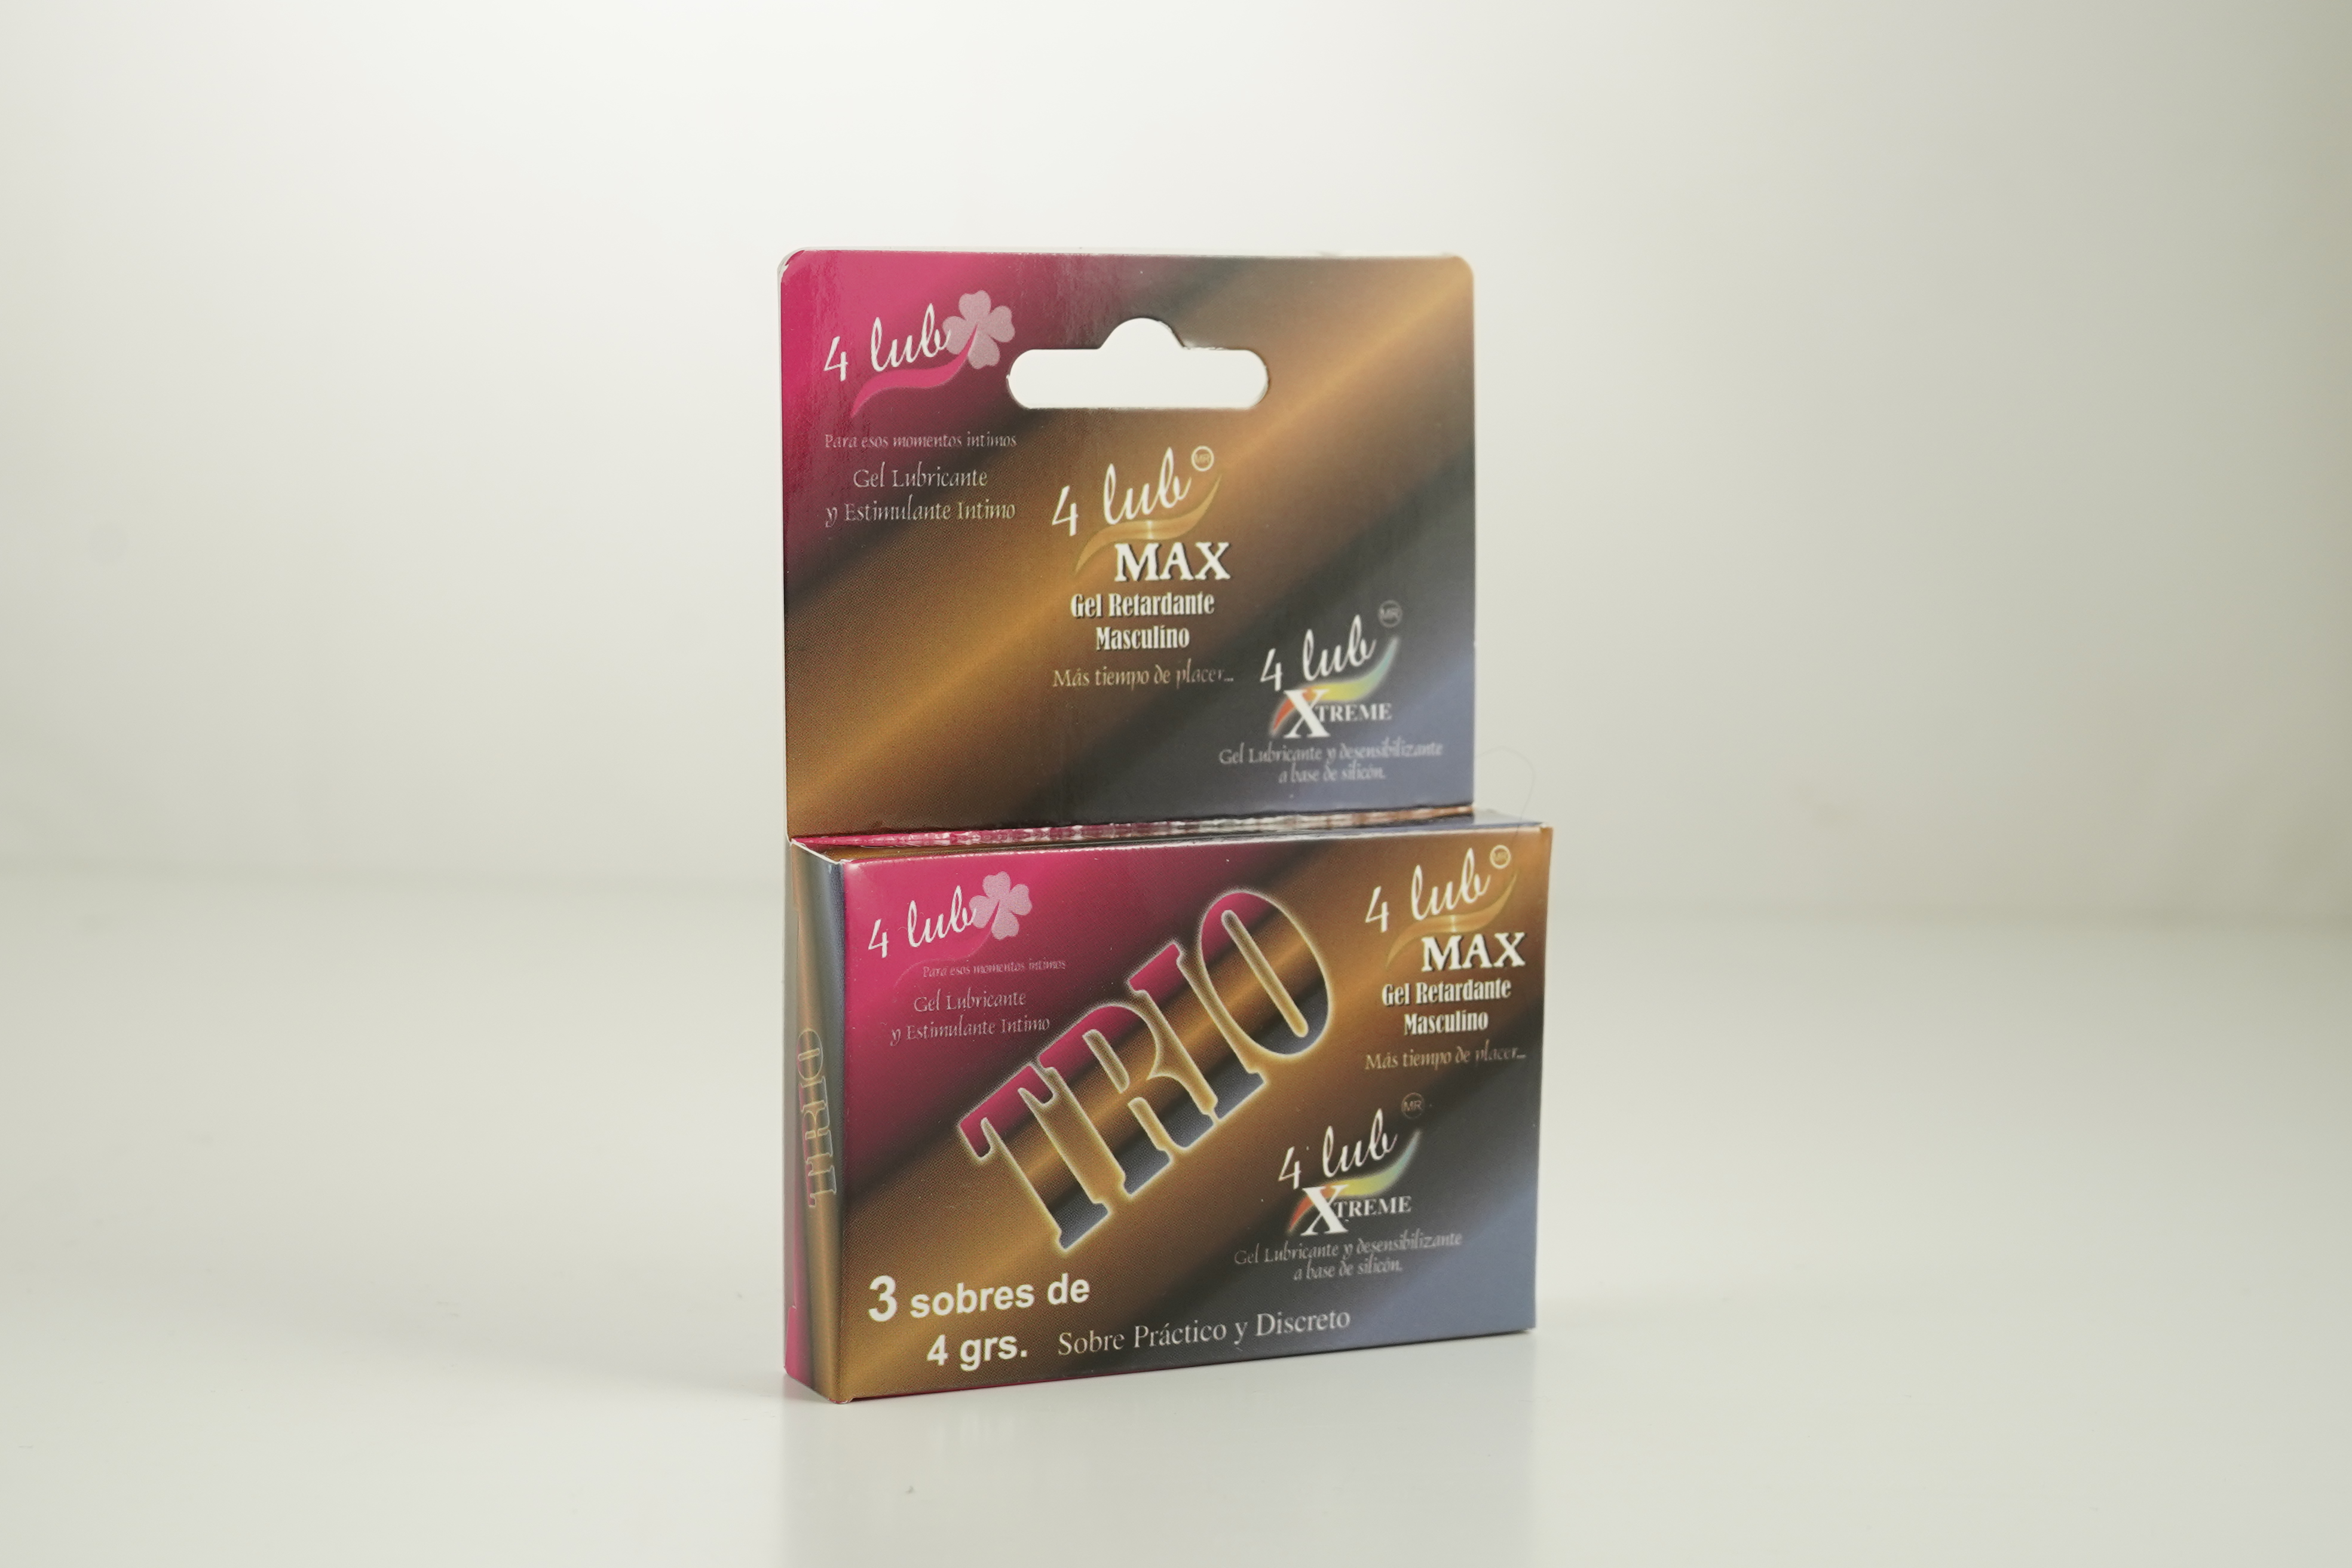 4 lub
Para esos momentos intimos
Gel Lubricante
y Estimulante Intimo
4 lub MR
MAX
Gel Retardante
Masculino
Más tiempo de placer...
4 lub MR
XTREME
Gel Lubricante y desensibilizante
a base de silicón.
4 lub
Para esos momentos intimos
Gel Lubricante
y Estimulante Intimo
TRIO
4 lub MR
MAX
Gel Retardante
Masculino
Más tiempo de placer...
4 lub MR
XTREME
Gel Lubricante y desensibilizante
a base de silicón.
3 sobres de
4 grs.
Sobre Práctico y Discreto
TRIO